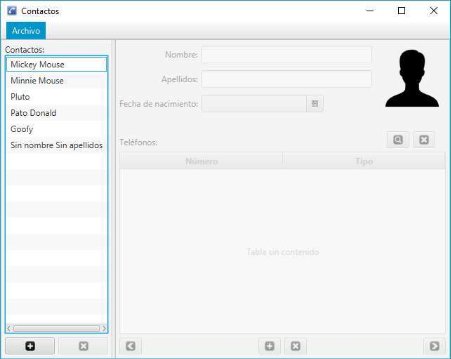 Contactos
Archivo
Contactos:
Mickey Mouse
Minnie Mouse
Pluto
Pato Donald
Goofy
Sin nombre Sin apellidos
Nombre:
Apellidos:
Fecha de nacimiento:
Teléfonos:
Número Tipo
Tabla sin contenido